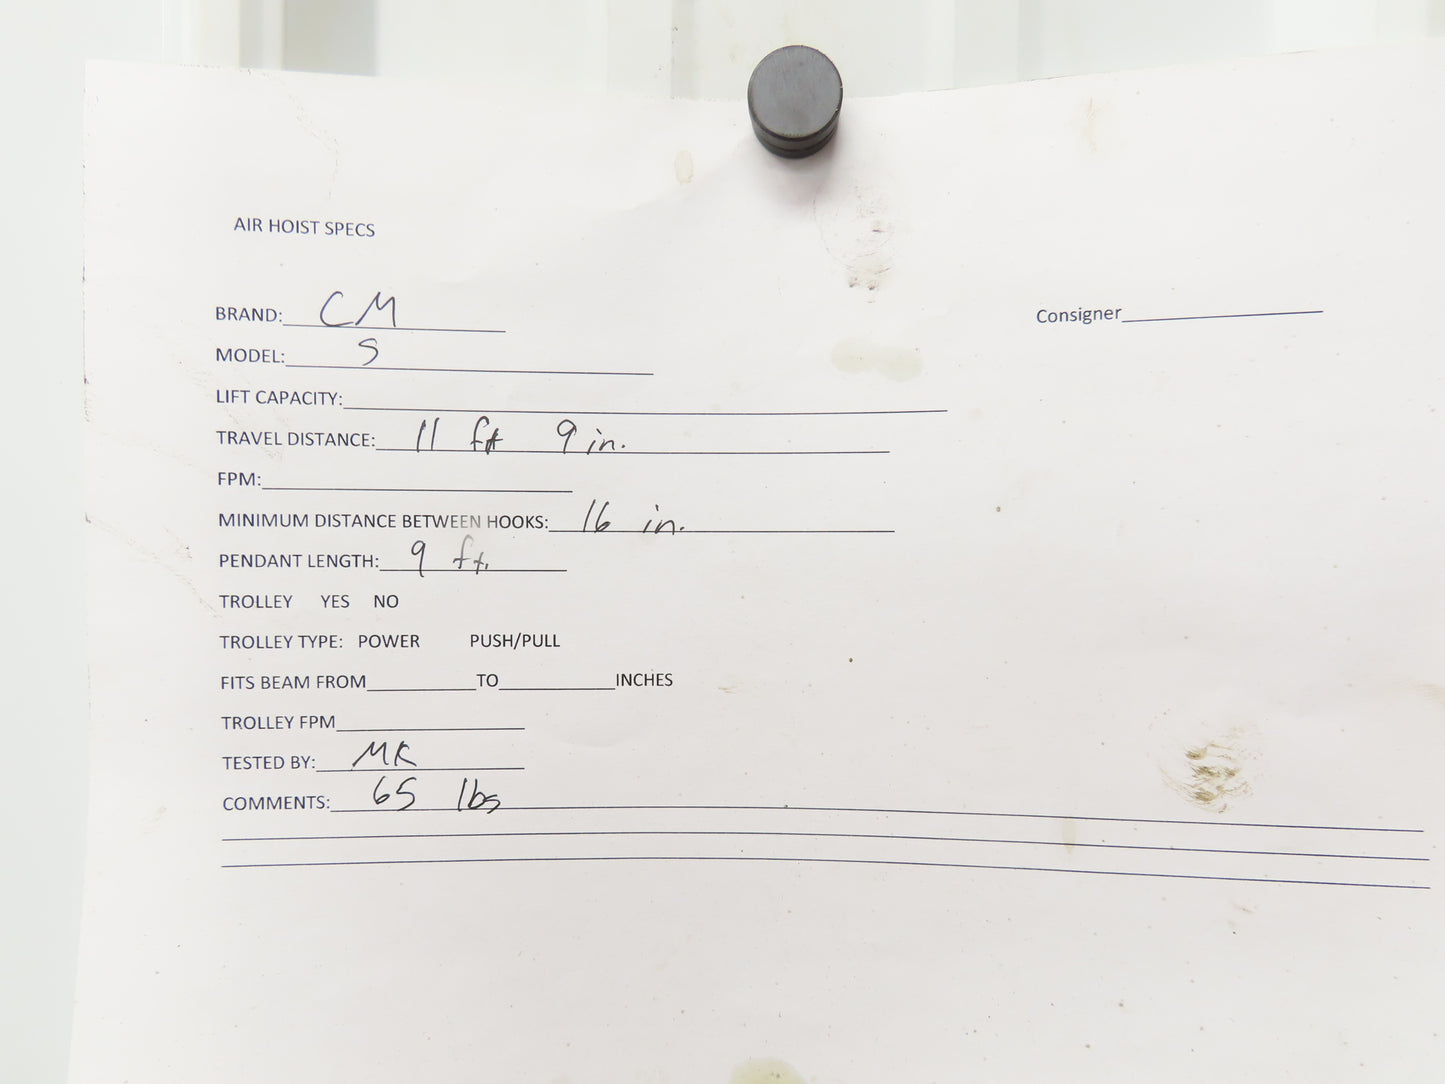 AIR HOIST SPECS
BRAND: CM
Consigner
MODEL: S
LIFT CAPACITY:
TRAVEL DISTANCE: 11 ft 9 in.
FPM:
MINIMUM DISTANCE BETWEEN HOOKS: 16 in.
PENDANT LENGTH: 9 ft.
TROLLEY YES NO
TROLLEY TYPE: POWER PUSH/PULL
FITS BEAM FROM TO INCHES
TROLLEY FPM
TESTED BY: MK
COMMENTS: 65 lbs